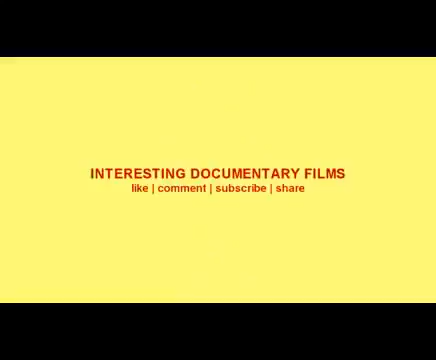 INTERESTING DOCUMENTARY FILMS
like | comment | subscribe | share